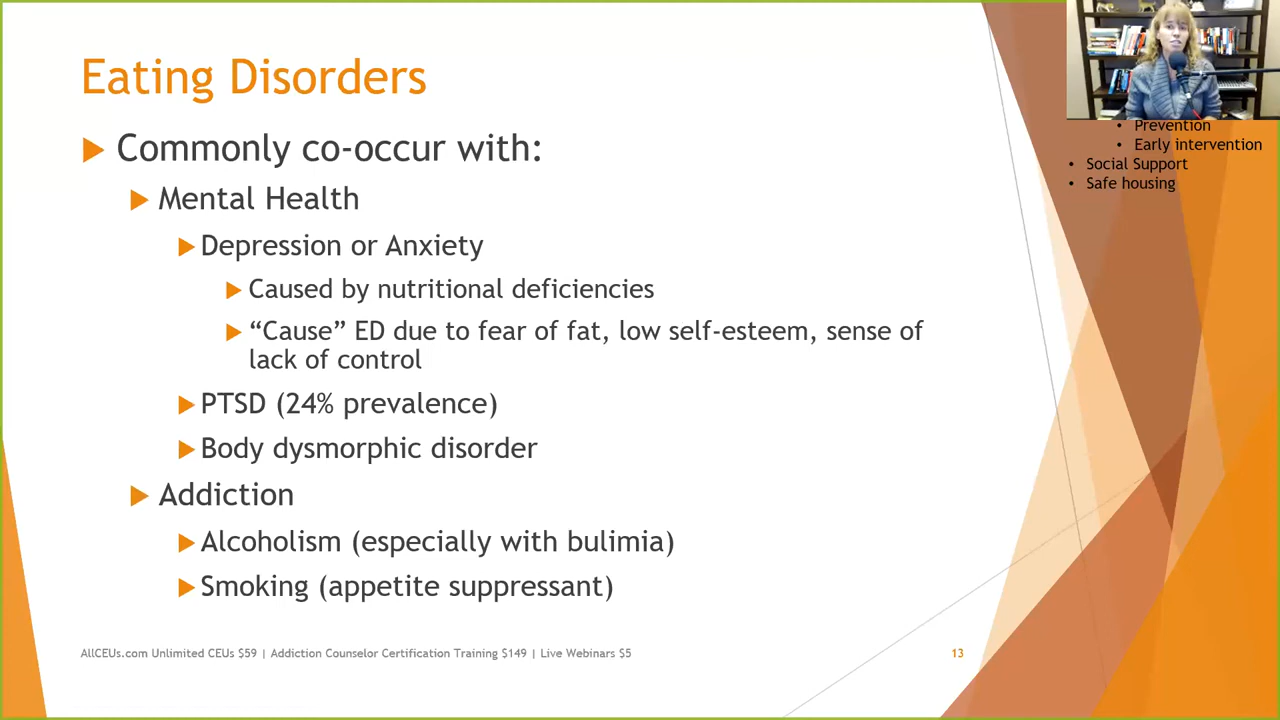 Eating Disorders
Commonly co-occur with:
Mental Health
Depression or Anxiety
Caused by nutritional deficiencies
“Cause” ED due to fear of fat, low self-esteem, sense of
lack of control
PTSD (24% prevalence)
Body dysmorphic disorder
Addiction
Alcoholism (especially with bulimia)
Smoking (appetite suppressant)
• Prevention
• Early intervention
• Social Support
• Safe housing
AllCEUs.com Unlimited CEUs $59 | Addiction Counselor Certification Training $149 | Live Webinars $5
13